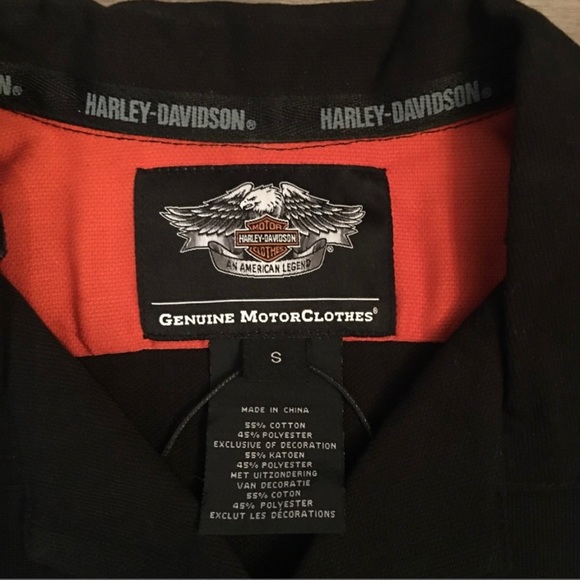 HARLEY-DAVIDSON®
HARLEY-DAVIDSON®
MOTOR
HARLEY-DAVIDSON
CLOTHES
AN AMERICAN LEGEND
®
GENUINE MOTORCLOTHES®
S
MADE IN CHINA
55% COTTON
45% POLYESTER
EXCLUSIVE OF DECORATION
55% KATOEN
45% POLYESTER
MET UITZONDERING
VAN DECORATIE
55% COTON
45% POLYESTER
EXCLUT LES DÉCORATIONS